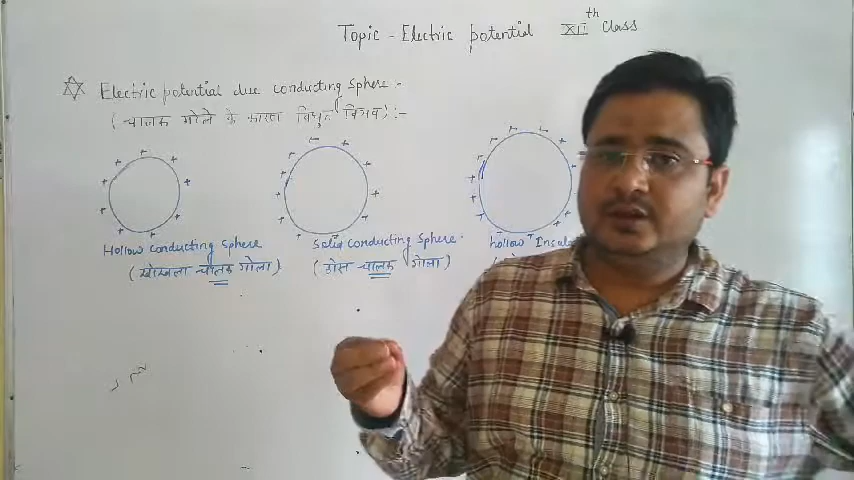 Topic - Electric potential XII th Class
Electric potential due conducting sphere -
(चालक गोले के कारण विद्युत विभव) :-
Hollow conducting sphere
Solid conducting sphere.
hollow Insula
(खोखला चालक गोला)
(ठोस चालक गोला)